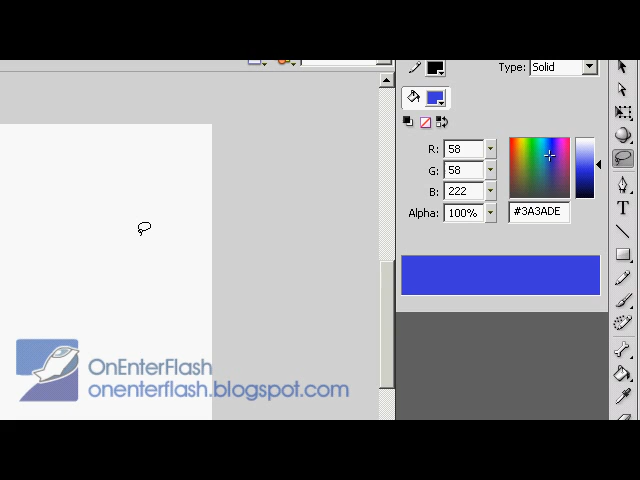 Type: Solid
R: 58
G: 58
B: 222
Alpha: 100% #3A3ADE
T
OnEnterFlash
onenterflash.blogspot.com